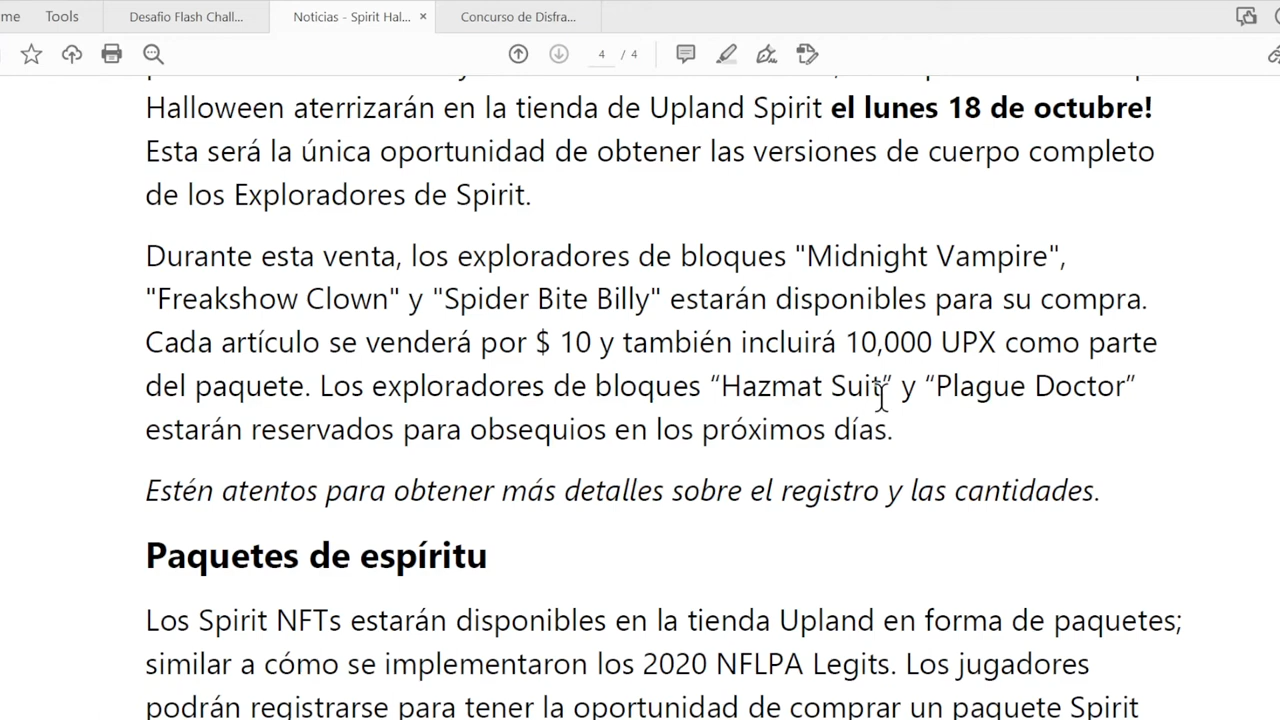 me Tools Desafio Flash Chall... Noticias - Spirit Hal... × Concurso de Disfra...
4 / 4
Halloween aterrizarán en la tienda de Upland Spirit el lunes 18 de octubre!
Esta será la única oportunidad de obtener las versiones de cuerpo completo
de los Exploradores de Spirit.
Durante esta venta, los exploradores de bloques "Midnight Vampire",
"Freakshow Clown" y "Spider Bite Billy" estarán disponibles para su compra.
Cada artículo se venderá por $ 10 y también incluirá 10,000 UPX como parte
del paquete. Los exploradores de bloques “Hazmat Suit” y “Plague Doctor”
estarán reservados para obsequios en los próximos días.
Estén atentos para obtener más detalles sobre el registro y las cantidades.
Paquetes de espíritu
Los Spirit NFTs estarán disponibles en la tienda Upland en forma de paquetes;
similar a cómo se implementaron los 2020 NFLPA Legits. Los jugadores
podrán registrarse para tener la oportunidad de comprar un paquete Spirit